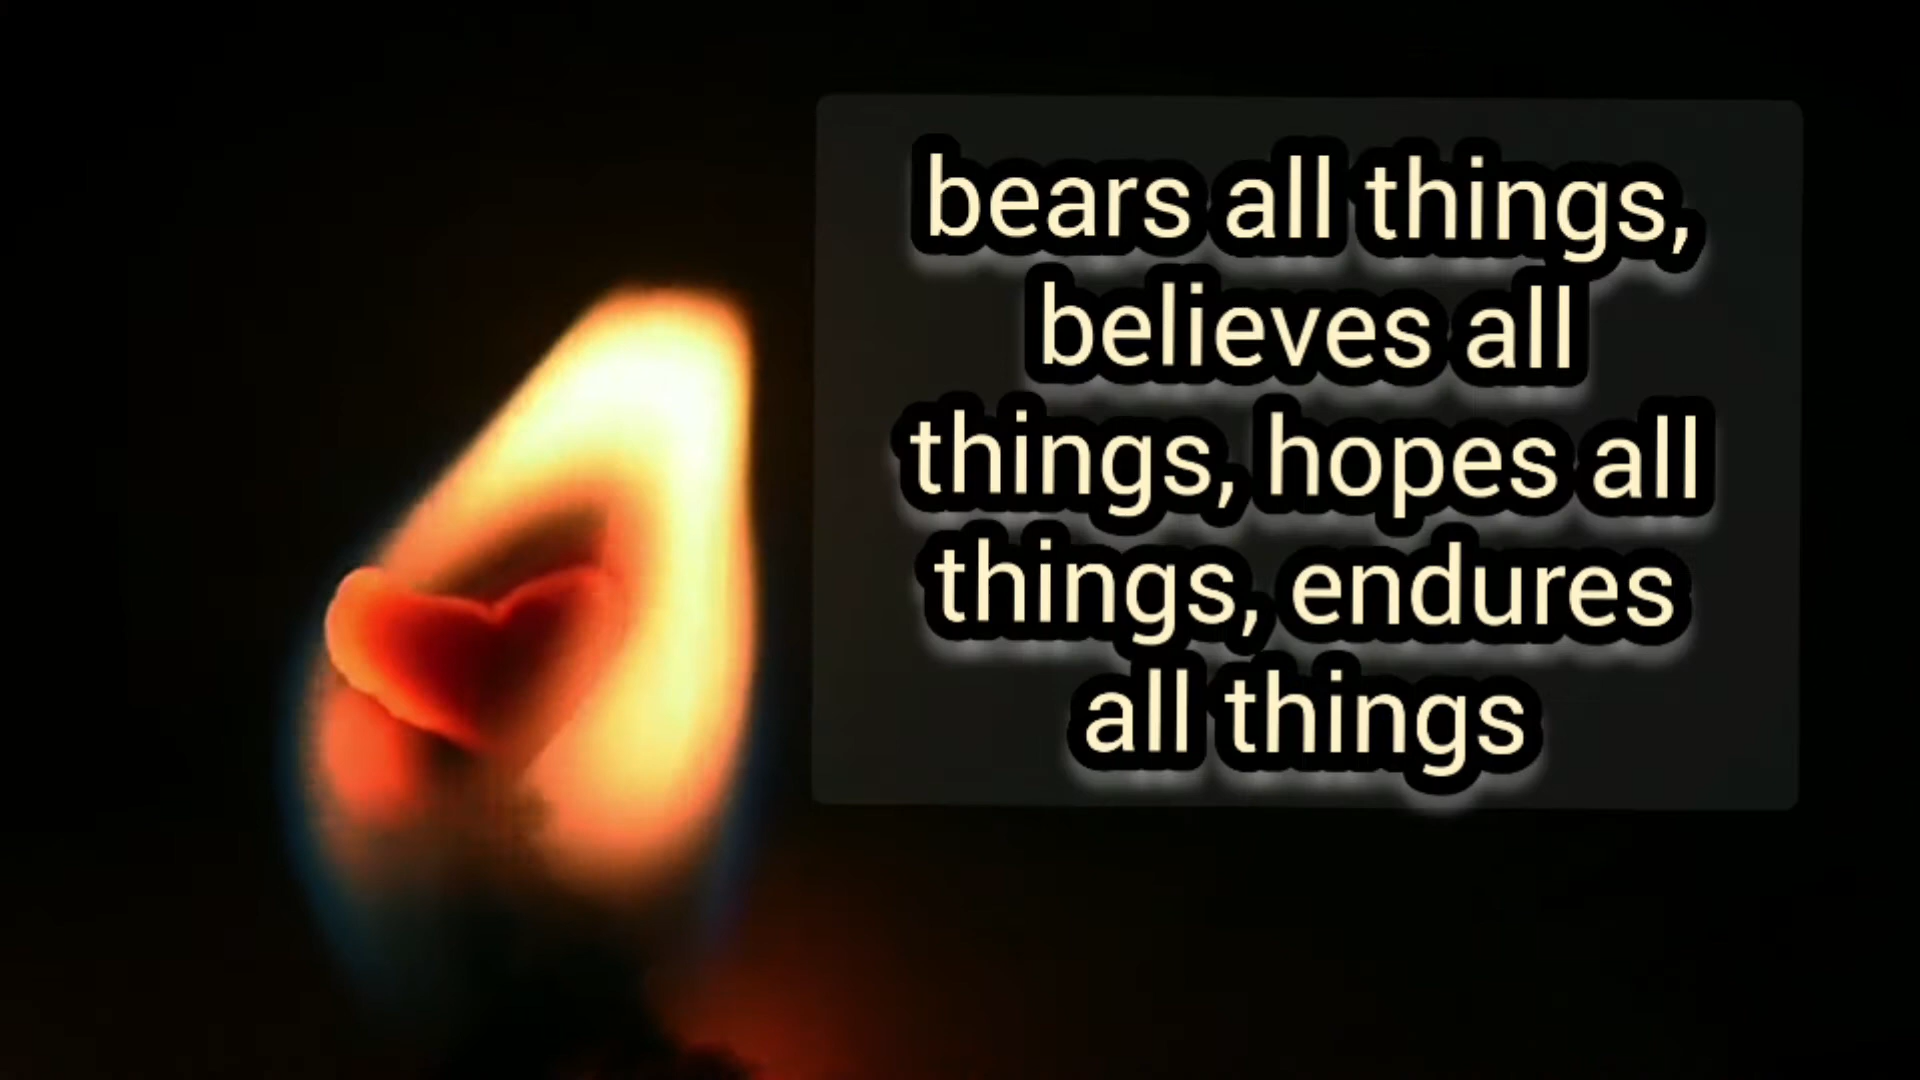 bears all things,
believes all
things, hopes all
things, endures
all things